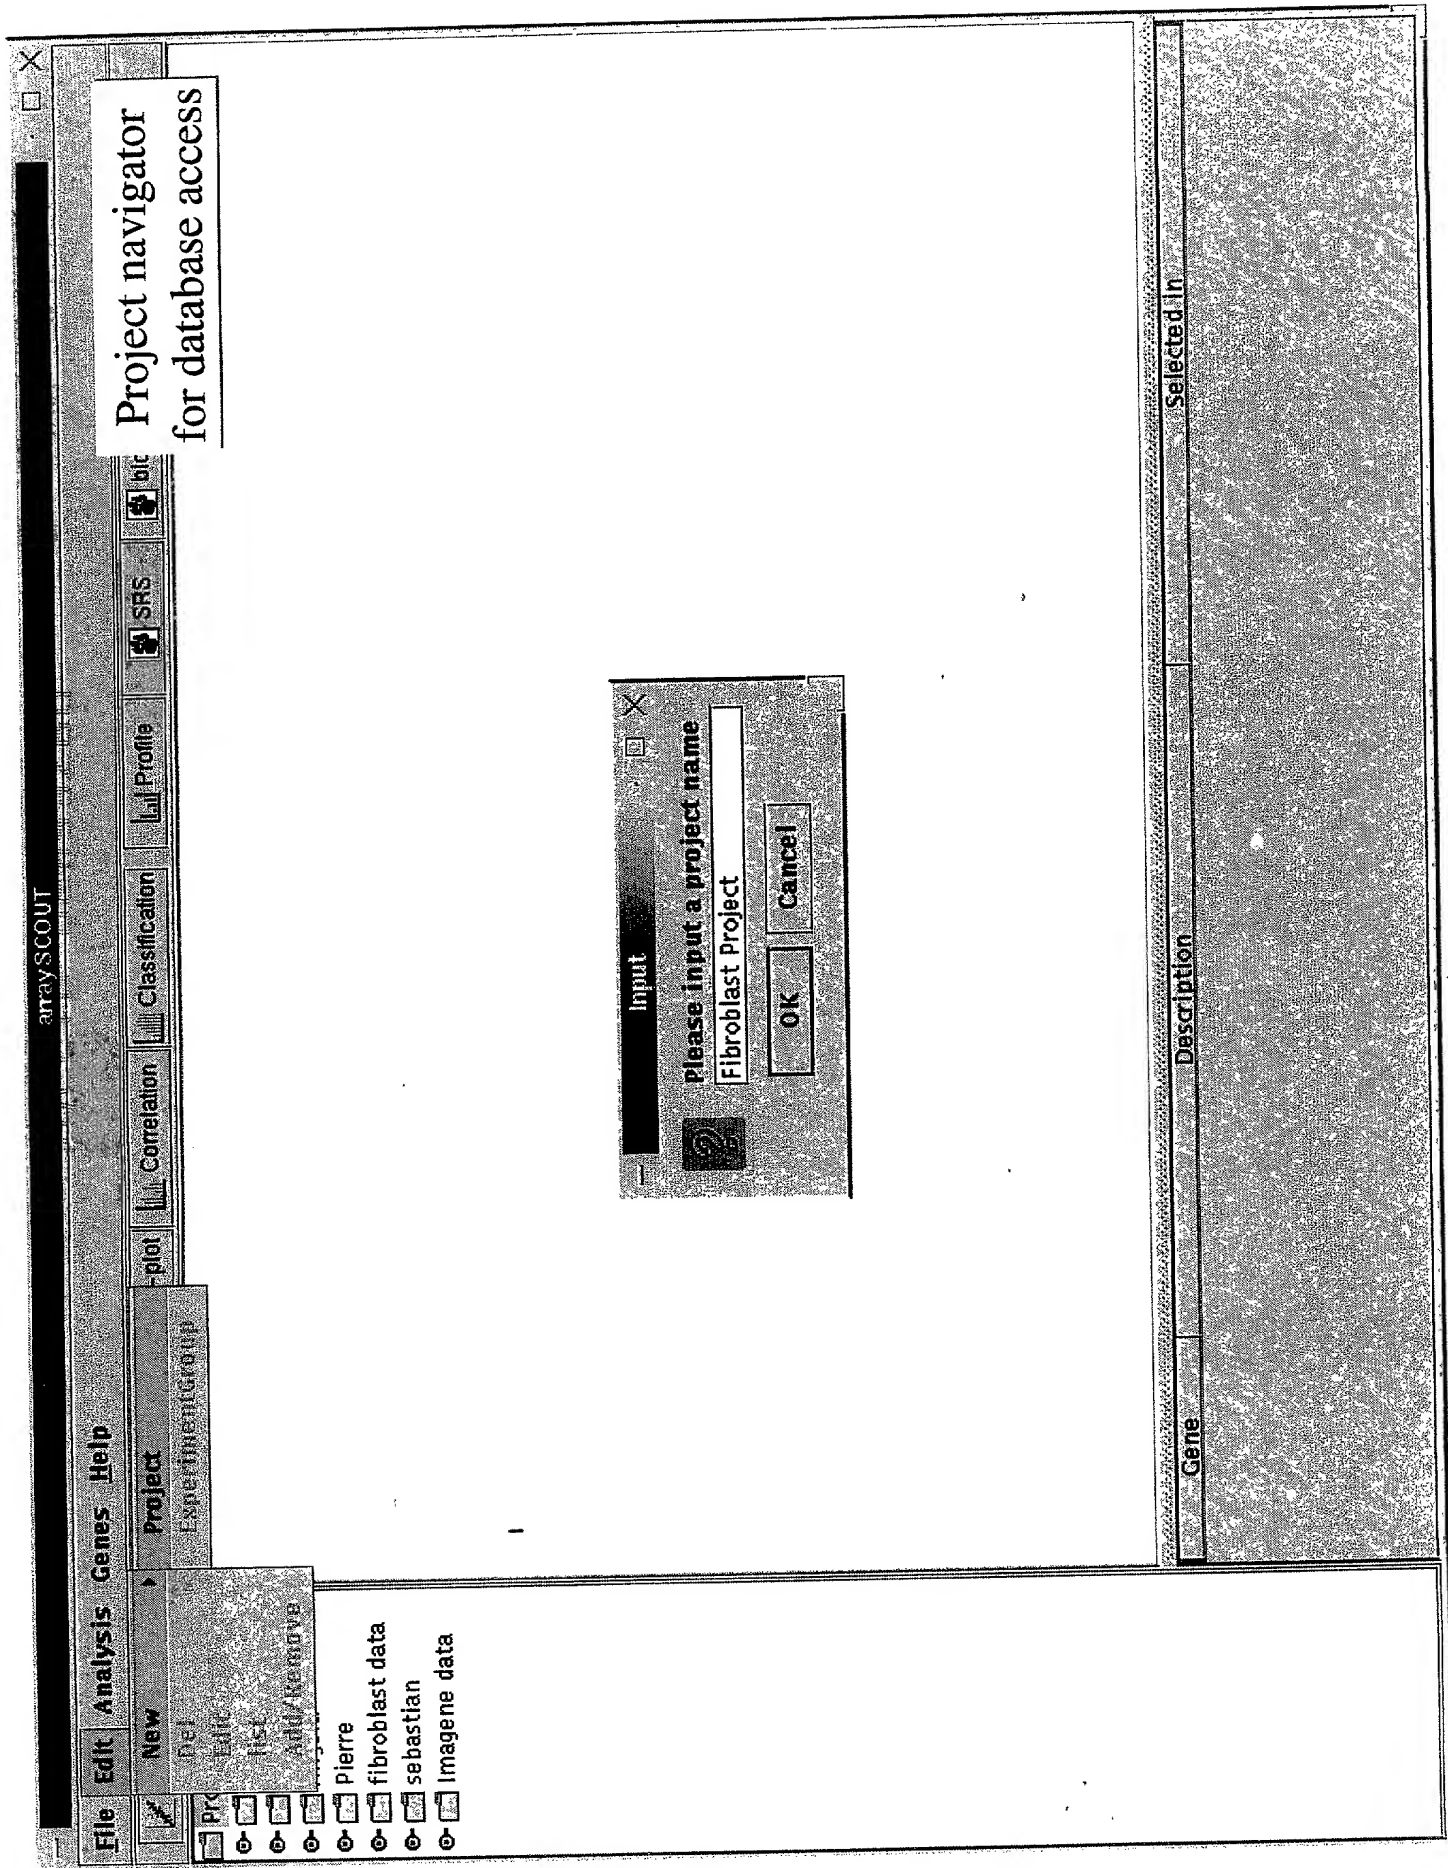 arraySCOUT
File Edit Analysis Genes Help
Project navigator
for database access
New Project
-plot Correlation Classification Profile SRS
Del ExperimentGroup
Edit
list
Add/Remove
Pierre
fibroblast data
sebastian
Imagene data
Input
Please input a project name
Fibroblast Project
OK Cancel
Gene Description Selected in